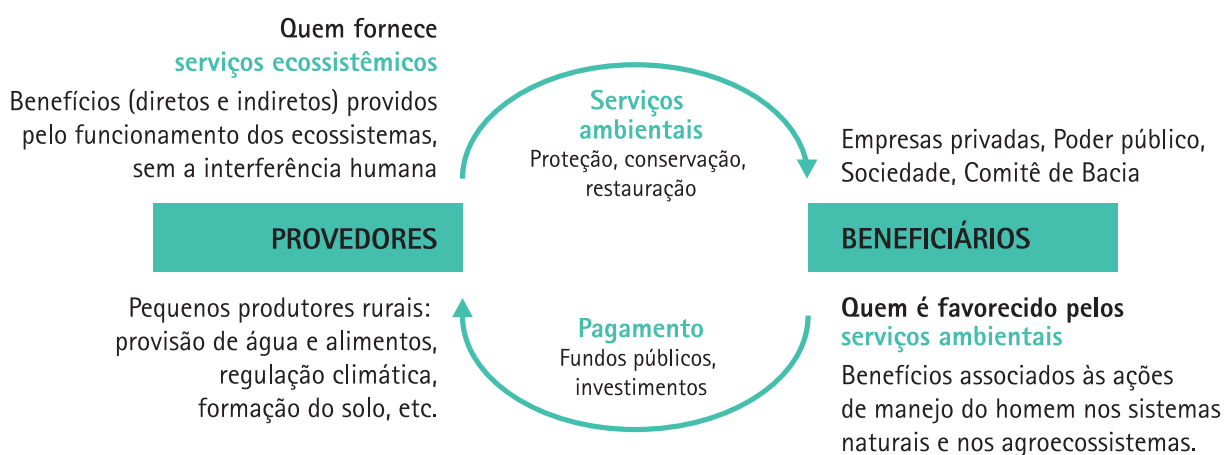 Quem fornece
serviços ecossistêmicos
Benefícios (diretos e indiretos) providos
pelo funcionamento dos ecossistemas,
sem a interferência humana
PROVEDORES
Pequenos produtores rurais:
provisão de água e alimentos,
regulação climática,
formação do solo, etc.
Serviços
ambientais
Proteção, conservação,
restauração
Pagamento
Fundos públicos,
investimentos
Empresas privadas, Poder público,
Sociedade, Comitê de Bacia
BENEFICIÁRIOS
Quem é favorecido pelos
serviços ambientais
Benefícios associados às ações
de manejo do homem nos sistemas
naturais e nos agroecossistemas.